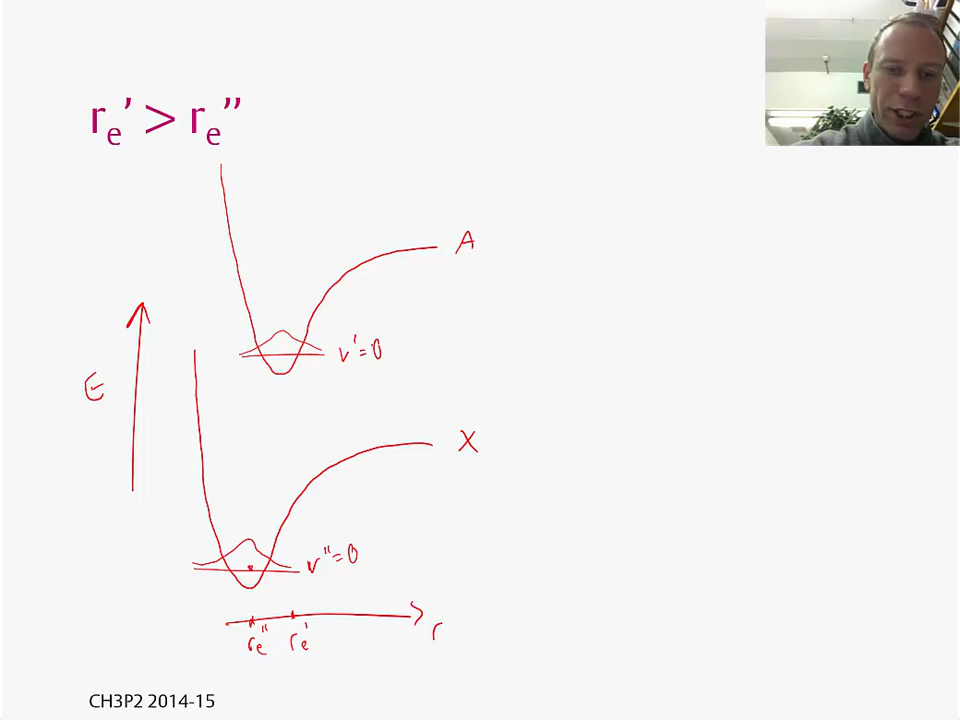 re’ > re’’
A
v'=0
E
X
v"=0
re" re'
r
CH3P2 2014-15